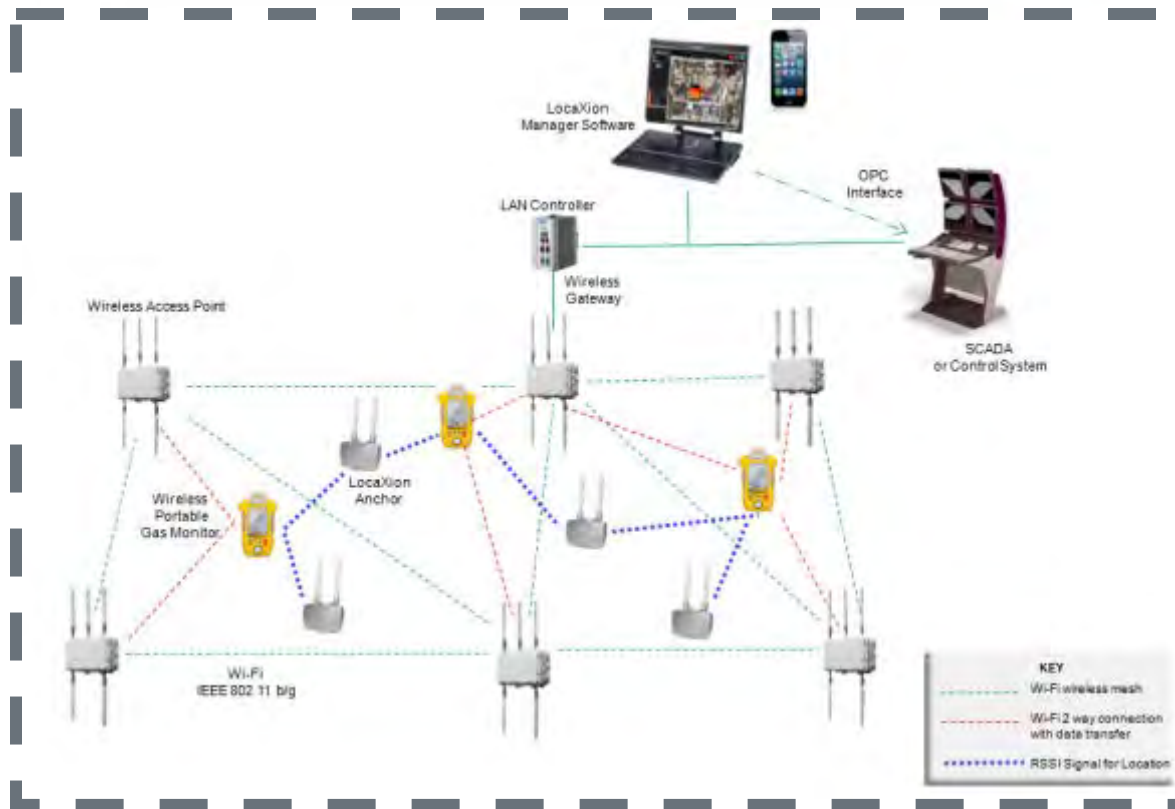 LocaXion
Manager Software
OPC
Interface
LAN Controller
Wireless
Gateway
Wireless Access Point
SCADA
or Control System
LocaXion
Anchor
Wireless
Portable
Gas Monitor
Wi-Fi
IEEE 802 11 b/g
KEY
Wi-Fi wireless mesh
Wi-Fi 2 way connection
with data transfer
RSSI Signal for Location